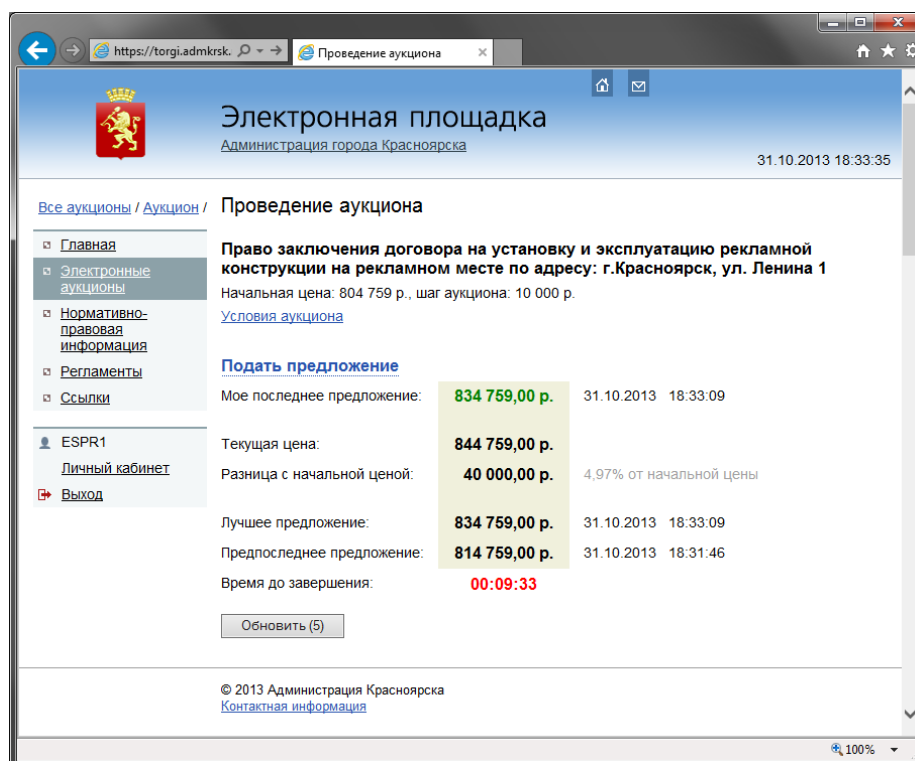 https://torgi.admkrsk.
Проведение аукциона
Электронная площадка
Администрация города Красноярска
31.10.2013 18:33:35
Все аукционы / Аукцион /
Главная
Электронные
аукционы
Нормативно-
правовая
информация
Регламенты
Ссылки
ESPR1
Личный кабинет
Выход
Проведение аукциона
Право заключения договора на установку и эксплуатацию рекламной
конструкции на рекламном месте по адресу: г.Красноярск, ул. Ленина 1
Начальная цена: 804 759 р., шаг аукциона: 10 000 р.
Условия аукциона
Подать предложение
Мое последнее предложение: 834 759,00 р. 31.10.2013 18:33:09
Текущая цена: 844 759,00 р.
Разница с начальной ценой: 40 000,00 р. 4,97% от начальной цены
Лучшее предложение: 834 759,00 р. 31.10.2013 18:33:09
Предпоследнее предложение: 814 759,00 р. 31.10.2013 18:31:46
Время до завершения: 00:09:33
Обновить (5)
© 2013 Администрация Красноярска
Контактная информация
100%